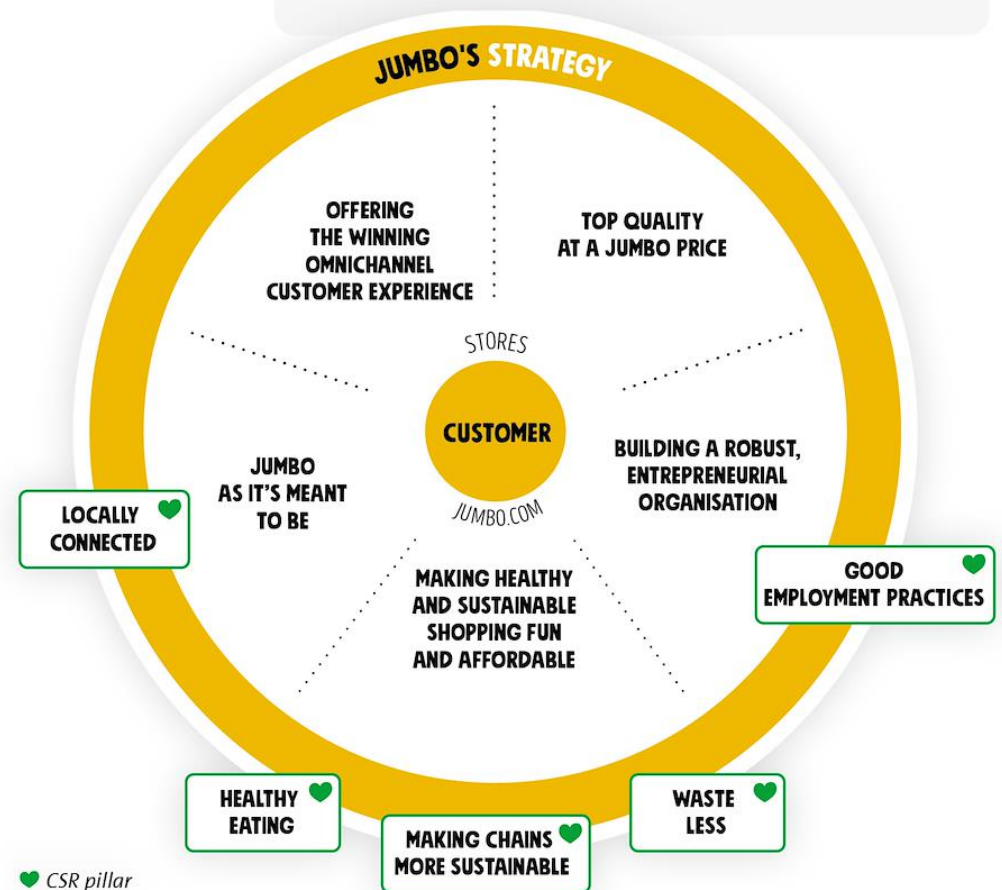 JUMBO'S STRATEGY
OFFERING
THE WINNING
OMNICHANNEL
CUSTOMER EXPERIENCE
TOP QUALITY
AT A JUMBO PRICE
STORES
CUSTOMER
JUMBO.COM
BUILDING A ROBUST,
ENTREPRENEURIAL
ORGANISATION
JUMBO
AS IT'S MEANT
TO BE
MAKING HEALTHY
AND SUSTAINABLE
SHOPPING FUN
AND AFFORDABLE
LOCALLY
CONNECTED
GOOD
EMPLOYMENT PRACTICES
HEALTHY
EATING
MAKING CHAINS
MORE SUSTAINABLE
WASTE
LESS
CSR pillar